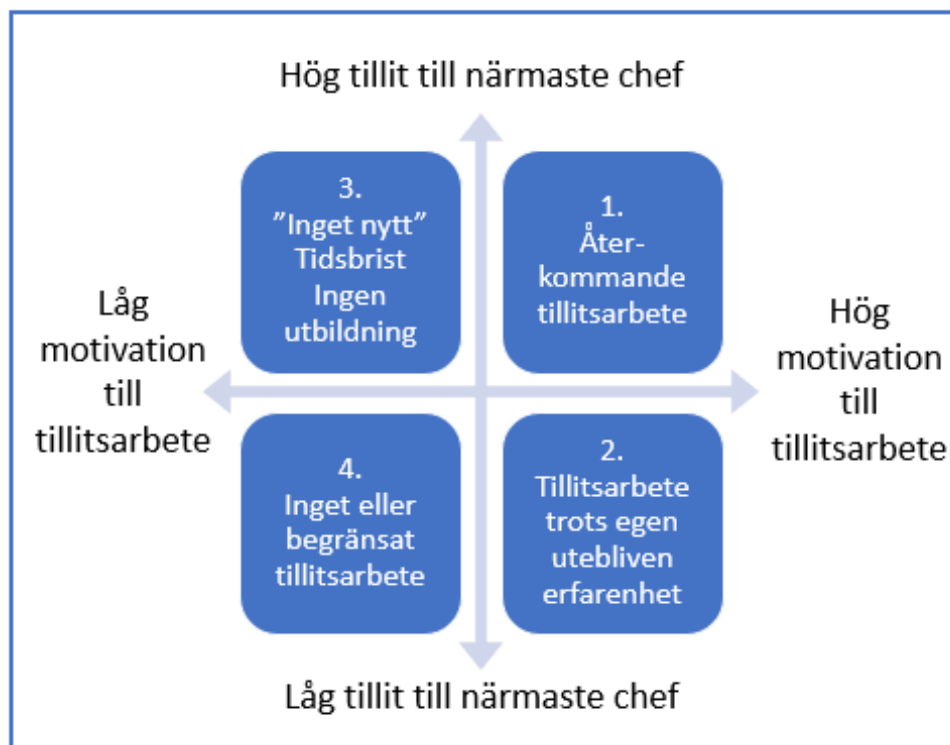 Hög tillit till närmaste chef
3.
”Inget nytt”
Tidsbrist
Ingen
utbildning
1.
Åter-
kommande
tillitsarbete
Låg
motivation
till
tillitsarbete
Hög
motivation
till
tillitsarbete
4.
Inget eller
begränsat
tillitsarbete
2.
Tillitsarbete
trots egen
utebliven
erfarenhet
Låg tillit till närmaste chef